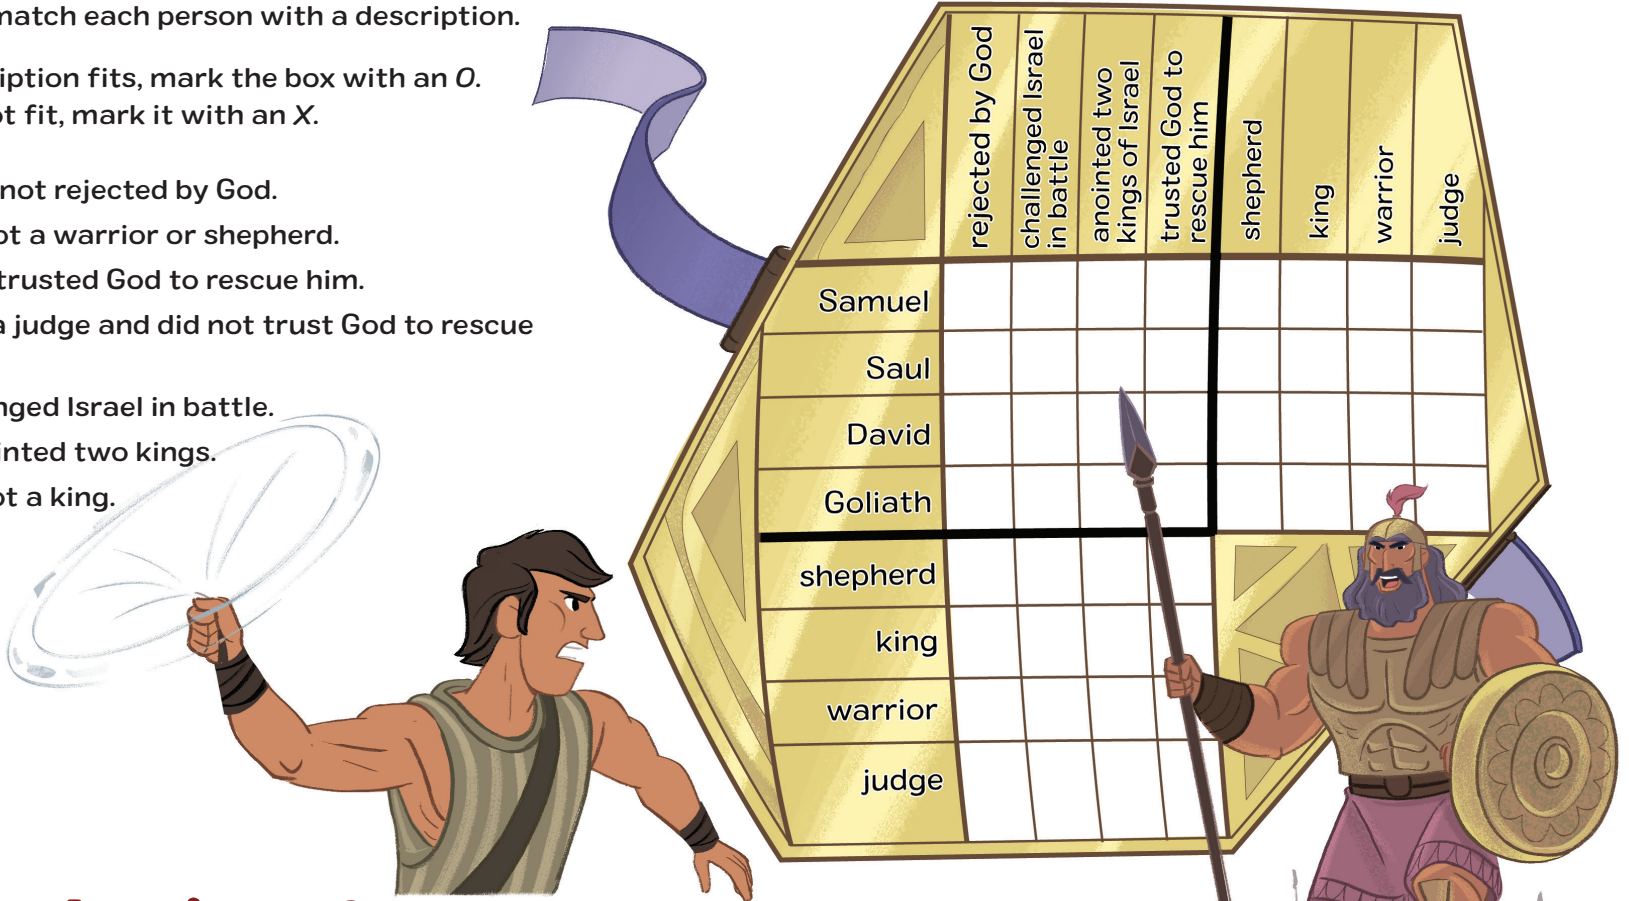 match each person with a description.
iption fits, mark the box with an O.
ot fit, mark it with an X.
not rejected by God.
ot a warrior or shepherd.
trusted God to rescue him.
a judge and did not trust God to rescue
nged Israel in battle.
inted two kings.
ot a king.
rejected by God
challenged Israel
in battle
anointed two
kings of Israel
trusted God to
rescue him
shepherd
king
warrior
judge
Samuel
Saul
David
Goliath
shepherd
king
warrior
judge